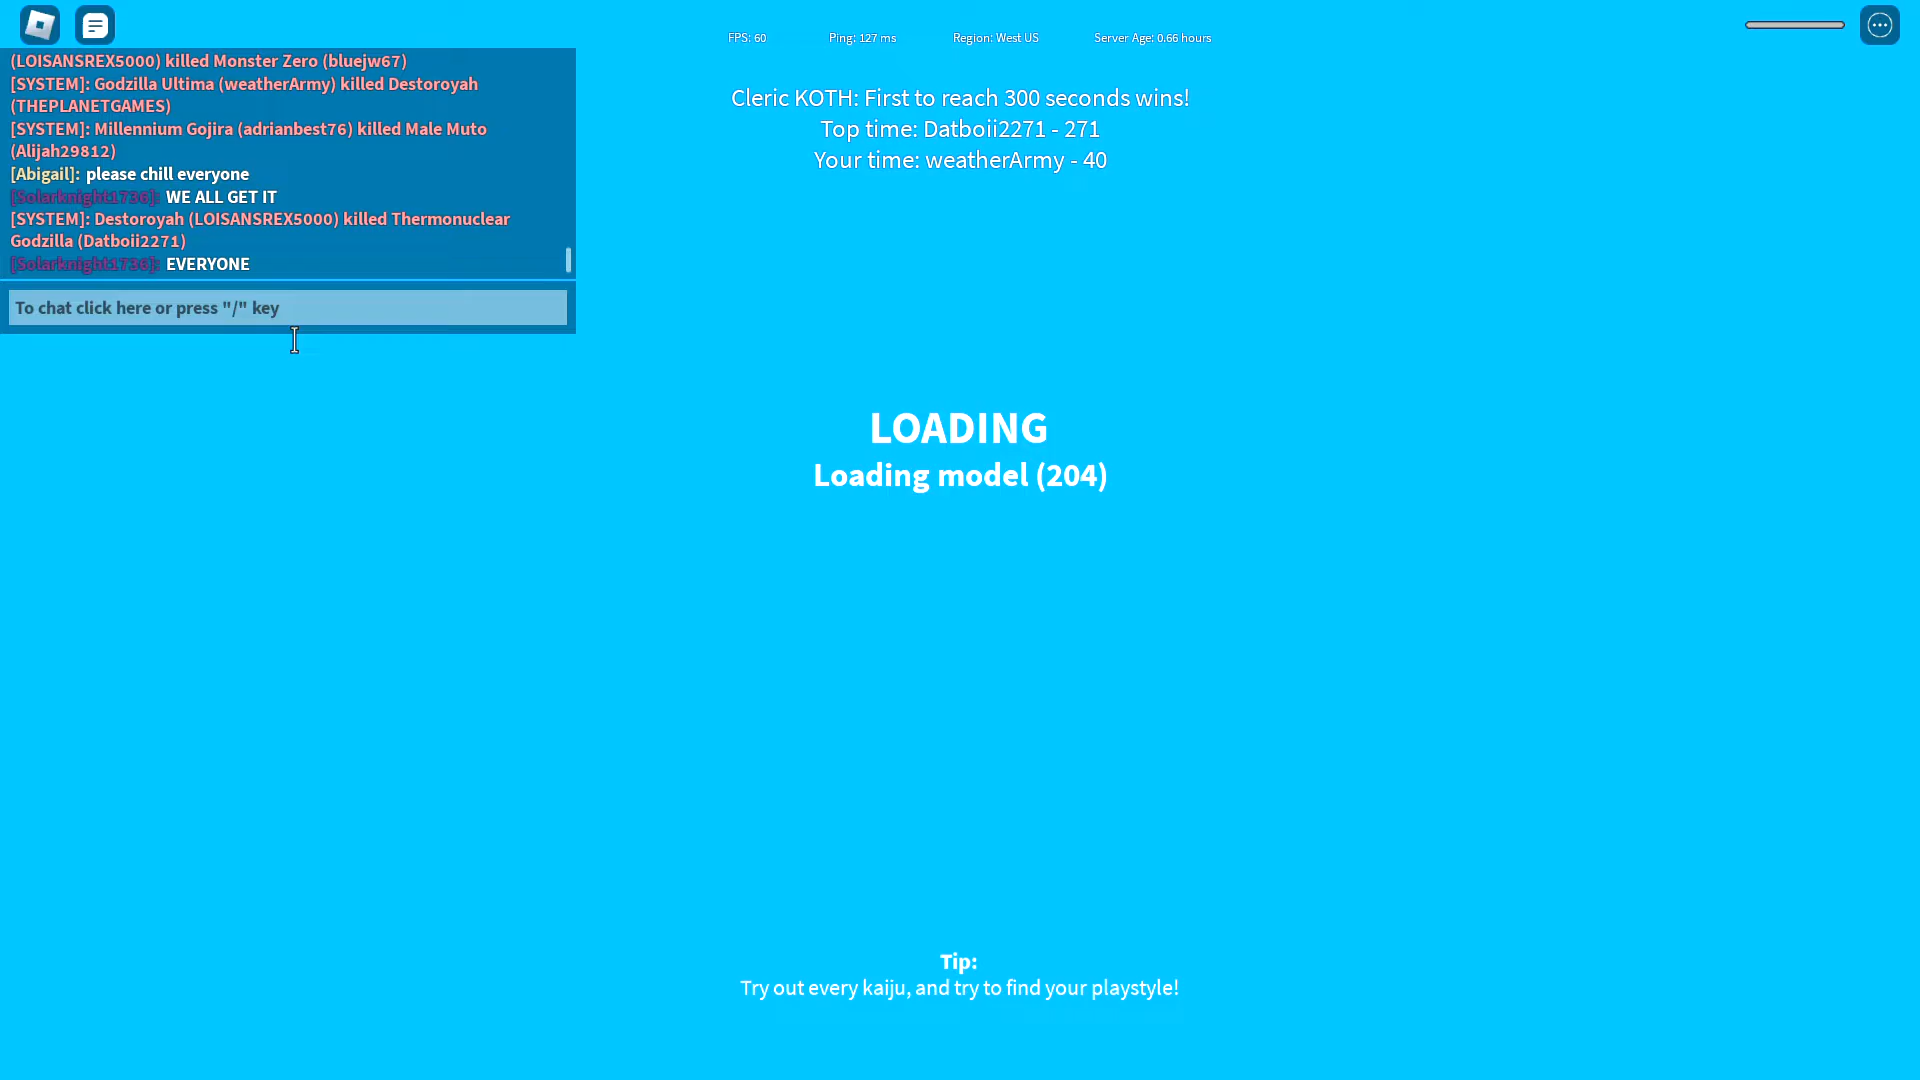 FPS: 60 Ping: 127 ms Region: West US Server Age: 0.66 hours
(LOISANSREX5000) killed Monster Zero (bluejw67)
[SYSTEM]: Godzilla Ultima (weatherArmy) killed Destoroyah
(THEPLANETGAMES)
[SYSTEM]: Millennium Gojira (adrianbest76) killed Male Muto
(Alijah29812)
[Abigail]: please chill everyone
[Solarknight1736]: WE ALL GET IT
[SYSTEM]: Destoroyah (LOISANSREX5000) killed Thermonuclear
Godzilla (Datboii2271)
[Solarknight1736]: EVERYONE
To chat click here or press "/" key
Cleric KOTH: First to reach 300 seconds wins!
Top time: Datboii2271 - 271
Your time: weatherArmy - 40
LOADING
Loading model (204)
Tip:
Try out every kaiju, and try to find your playstyle!